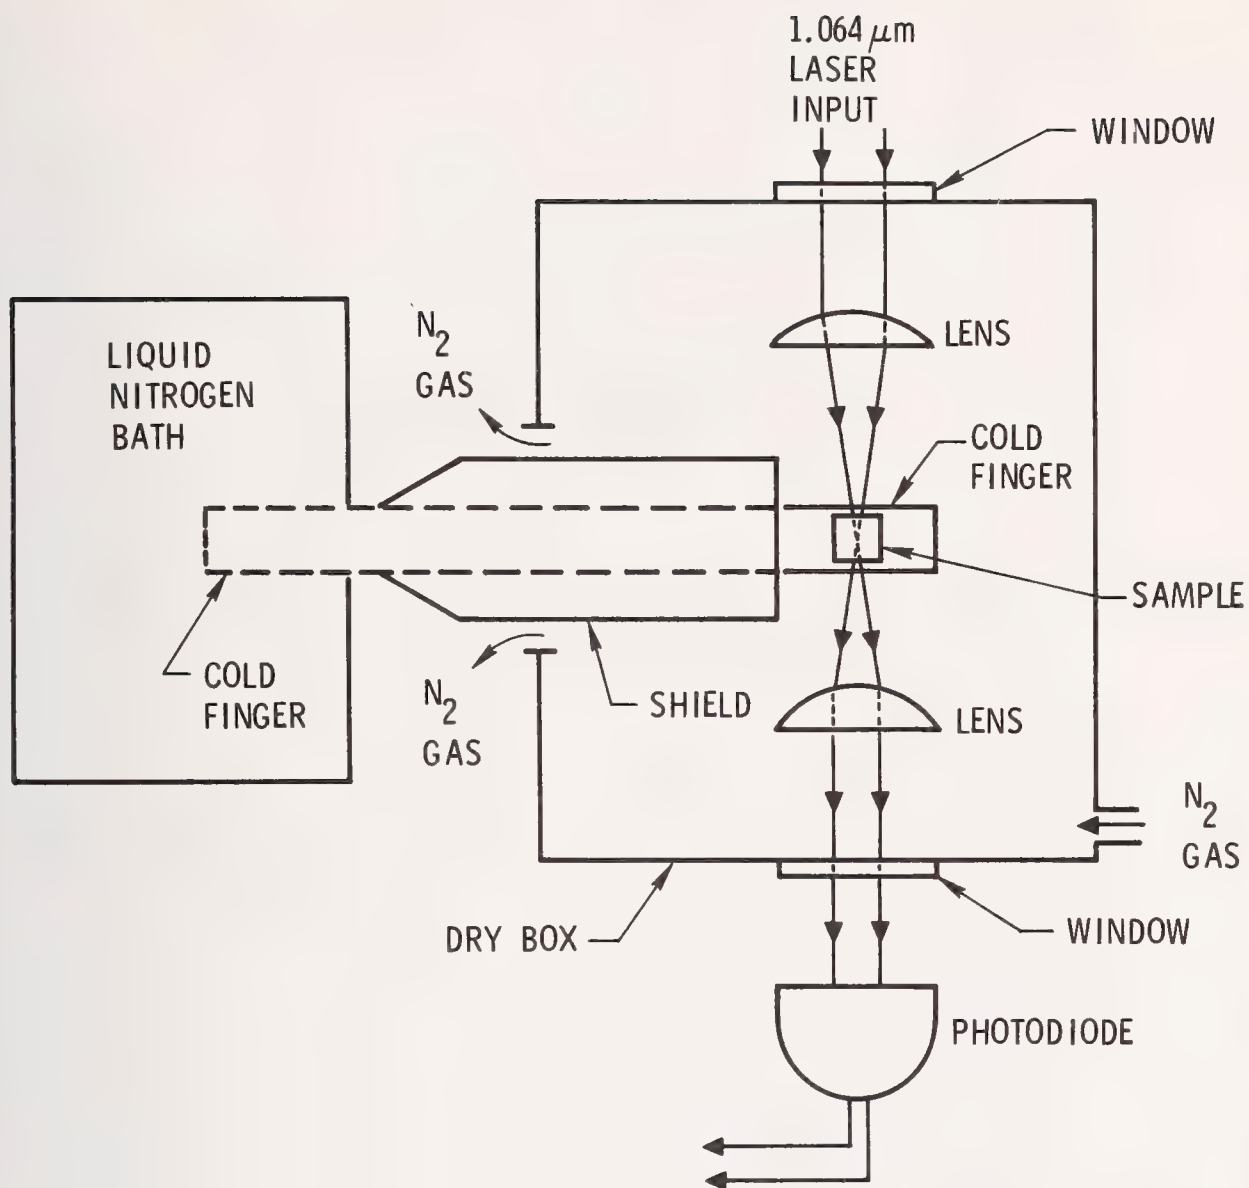 1.064 μm
LASER
INPUT
WINDOW
N₂
GAS
LENS
LIQUID
NITROGEN
BATH
COLD
FINGER
SAMPLE
COLD
FINGER
SHIELD
N₂
GAS
LENS
N₂
GAS
DRY BOX
WINDOW
PHOTODIODE